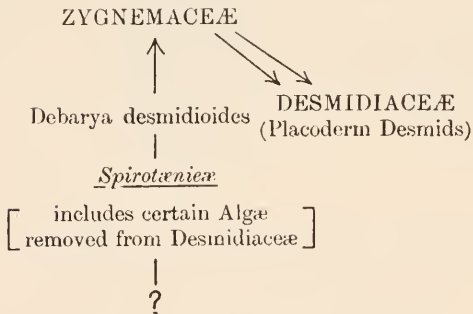 ZYGNEMACEÆ
DESMIDIACEÆ
Debarya desmidioides
(Placoderm Desmids)
Spirotænieæ
includes certain Algæ
removed from Desmidiaceæ
?